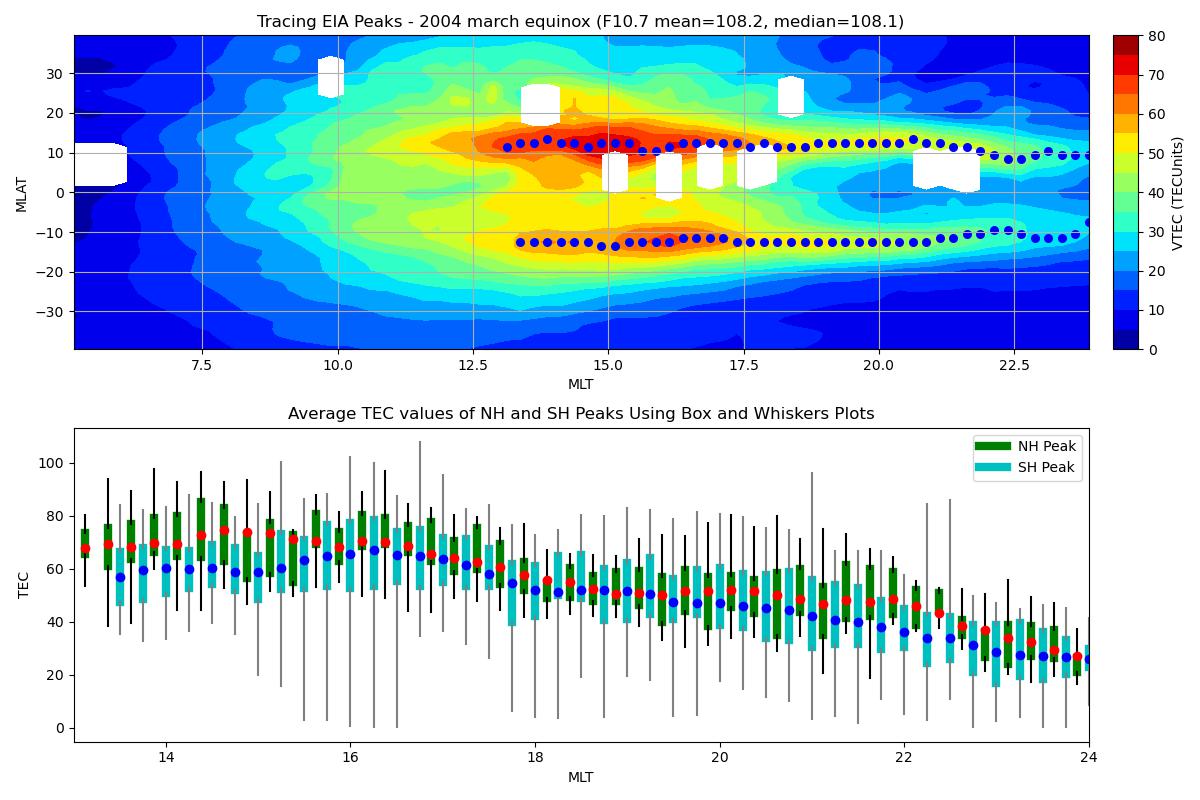 Tracing EIA Peaks - 2004 march equinox (F10.7 mean=108.2, median=108.1)
MLAT
30
20
10
0
−10
−20
−30
7.5 10.0 12.5 15.0 17.5 20.0 22.5
MLT
80
70
60
50
40
30
20
10
0
VTEC (TECUnits)
Average TEC values of NH and SH Peaks Using Box and Whiskers Plots
TEC
100
80
60
40
20
0
NH Peak
SH Peak
14 16 18 20 22 24
MLT